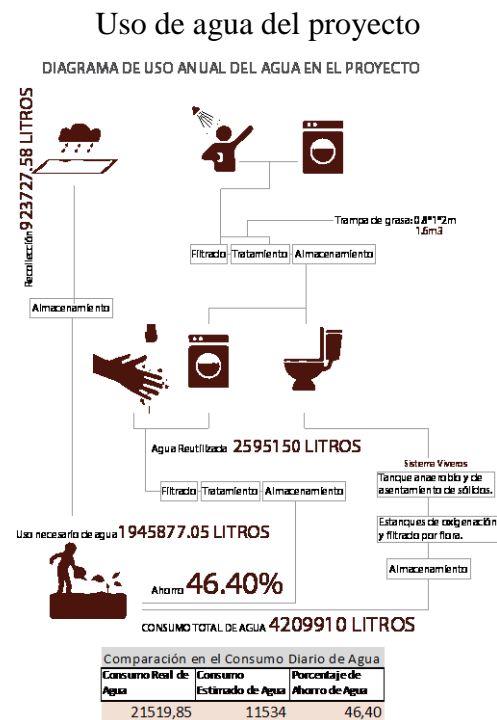 Uso de agua del proyecto
DIAGRAMA DE USO ANUAL DEL AGUA EN EL PROYECTO
Recollección 923727.58 LITROS
Trampa de grasa: 0.8*1*2m
1.6m3
Filtrado Tratamiento Almacenamiento
Almacenamiento
Agua Reutilizada 2595150 LITROS
Sistema Viveros
Tanque anaerobio y de
asentamiento de sólidos.
Filtrado Tratamiento Almacenamiento
Estanques de oxigenación
y filtrado por flora.
Uso necesario de agua 1945877.05 LITROS
Almacenamiento
Ahorro 46.40%
CONSUMO TOTAL DE AGUA 4209910 LITROS
Comparación en el Consumo Diario de Agua
Consumo Real de Agua
Consumo Estimado de Agua
Porcentaje de Ahorro de Agua
21519,85 11534 46,40